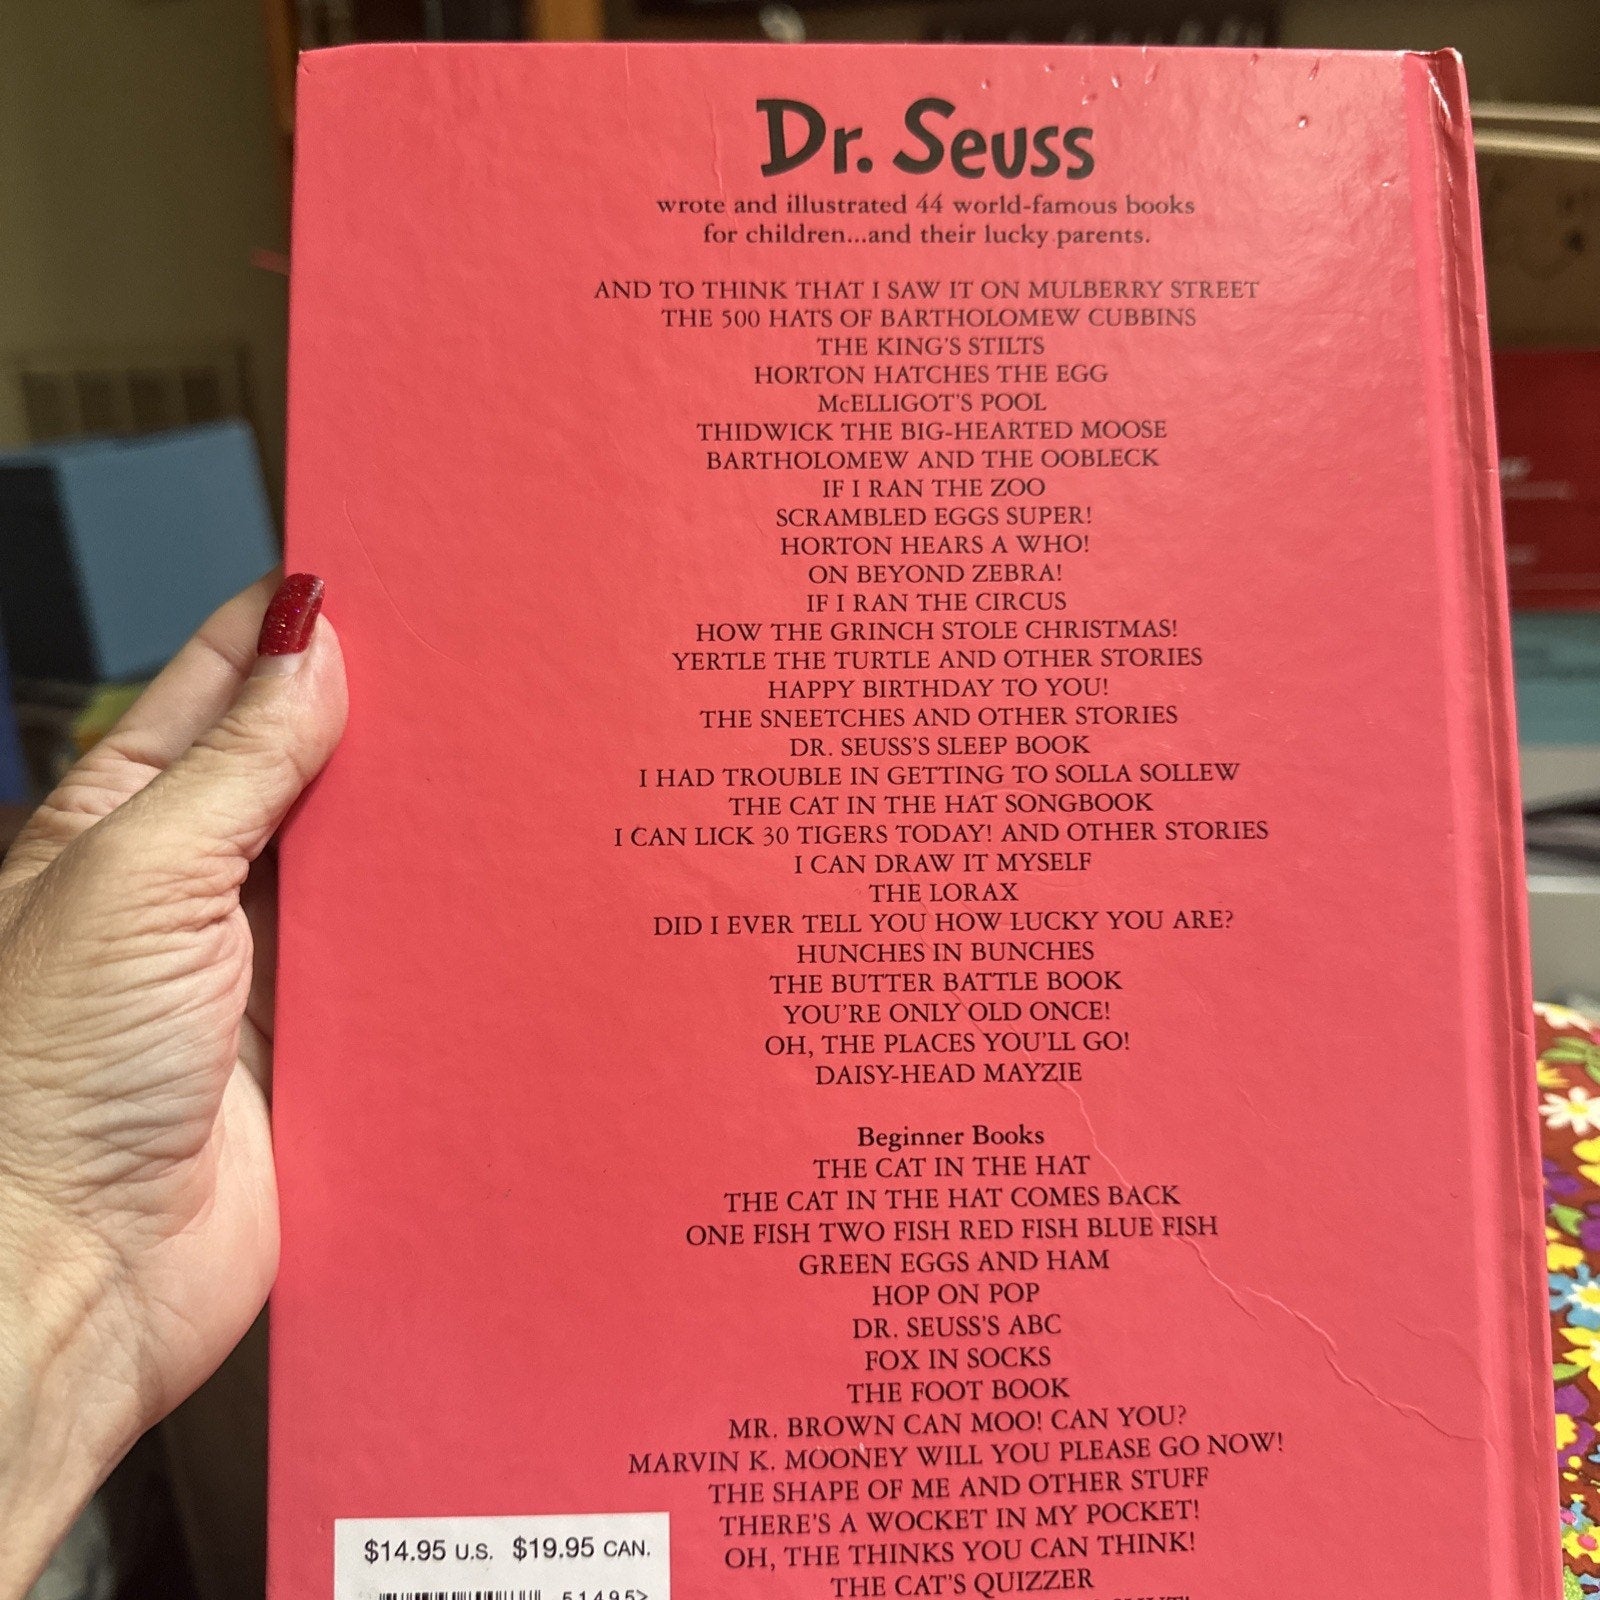 Dr. Seuss
wrote and illustrated 44 world-famous books
for children...and their lucky parents.
AND TO THINK THAT I SAW IT ON MULBERRY STREET
THE 500 HATS OF BARTHOLOMEW CUBBINS
THE KING'S STILTS
HORTON HATCHES THE EGG
McELLIGOT'S POOL
THIDWICK THE BIG-HEARTED MOOSE
BARTHOLOMEW AND THE OOBLECK
IF I RAN THE ZOO
SCRAMBLED EGGS SUPER!
HORTON HEARS A WHO!
ON BEYOND ZEBRA!
IF I RAN THE CIRCUS
HOW THE GRINCH STOLE CHRISTMAS!
YERTLE THE TURTLE AND OTHER STORIES
HAPPY BIRTHDAY TO YOU!
THE SNEETCHES AND OTHER STORIES
DR. SEUSS'S SLEEP BOOK
I HAD TROUBLE IN GETTING TO SOLLA SOLLEW
THE CAT IN THE HAT SONGBOOK
I CAN LICK 30 TIGERS TODAY! AND OTHER STORIES
I CAN DRAW IT MYSELF
THE LORAX
DID I EVER TELL YOU HOW LUCKY YOU ARE?
HUNCHES IN BUNCHES
THE BUTTER BATTLE BOOK
YOU'RE ONLY OLD ONCE!
OH, THE PLACES YOU'LL GO!
DAISY-HEAD MAYZIE
Beginner Books
THE CAT IN THE HAT
THE CAT IN THE HAT COMES BACK
ONE FISH TWO FISH RED FISH BLUE FISH
GREEN EGGS AND HAM
HOP ON POP
DR. SEUSS'S ABC
FOX IN SOCKS
THE FOOT BOOK
MR. BROWN CAN MOO! CAN YOU?
MARVIN K. MOONEY WILL YOU PLEASE GO NOW!
THE SHAPE OF ME AND OTHER STUFF
THERE'S A WOCKET IN MY POCKET!
OH, THE THINKS YOU CAN THINK!
THE CAT'S QUIZZER
$14.95 U.S. $19.95 CAN.
51495>